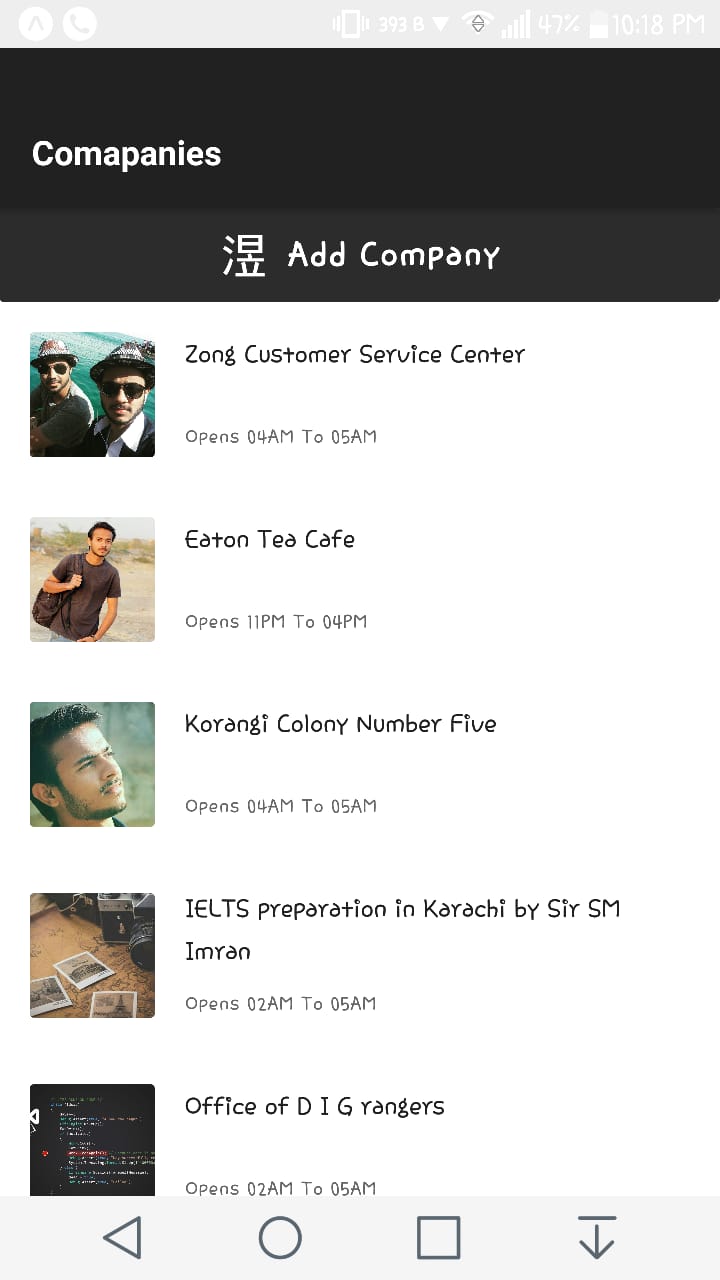 393 B 47% 10:18 PM
Comapanies
湦 Add Company
Zong Customer Service Center
Opens 04AM To 05AM
Eaton Tea Cafe
Opens 11PM To 04PM
Korangi Colony Number Five
Opens 04AM To 05AM
IELTS preparation in Karachi by Sir SM
Imran
Opens 02AM To 05AM
Office of D I G rangers
Opens 02AM To 05AM